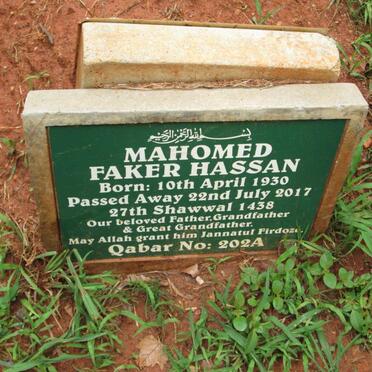 بسم الله الرحمن الرحيم
MAHOMED
FAKER HASSAN
Born: 10th April 1930
Passed Away 22nd July 2017
27th Shawwal 1438
Our beloved Father,Grandfather
& Great Grandfather.
May Allah grant him Jannatul Firdoze.
Qabar No: 202A